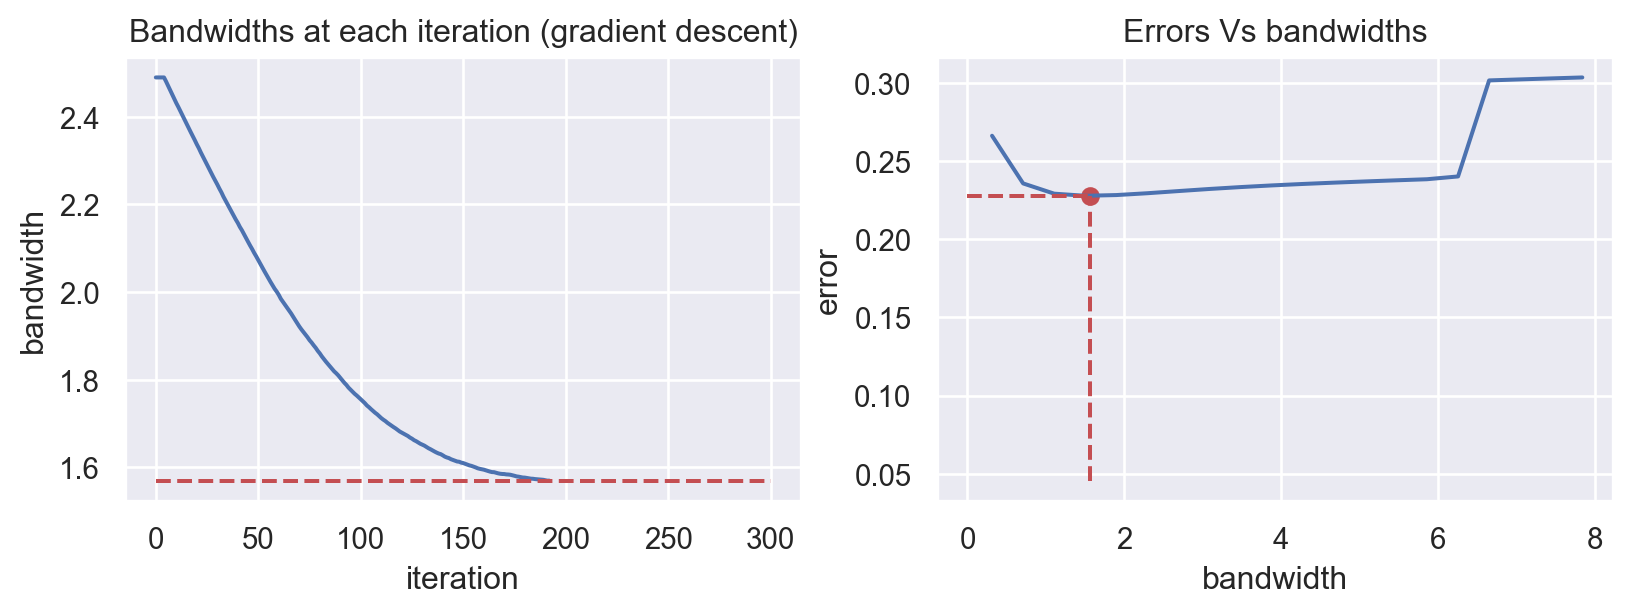 Bandwidths at each iteration (gradient descent)
bandwidth
2.4
2.2
2.0
1.8
1.6
0 50 100 150 200 250 300
iteration
Errors Vs bandwidths
error
0.30
0.25
0.20
0.15
0.10
0.05
0 2 4 6 8
bandwidth